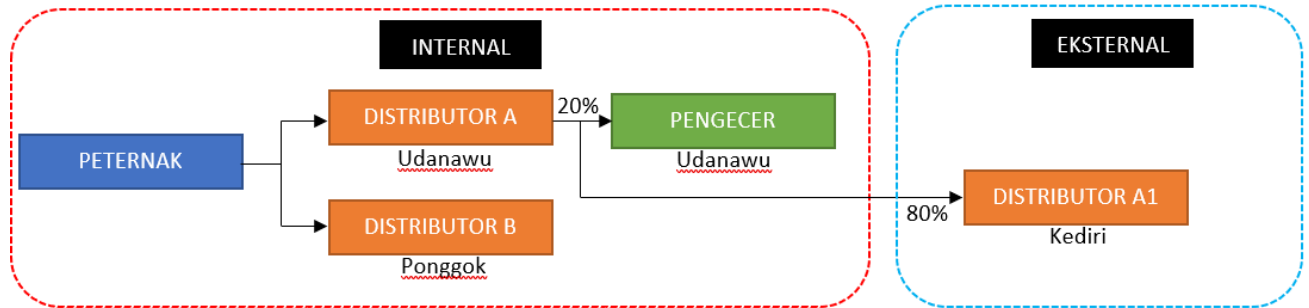 INTERNAL
EKSTERNAL
DISTRIBUTOR A
20%
PENGECER
PETERNAK
Udanawu
Udanawu
DISTRIBUTOR A1
DISTRIBUTOR B
80%
Kediri
Ponggok